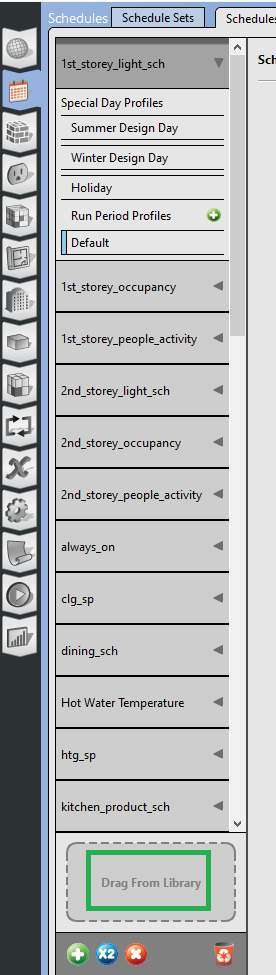 Schedules
Schedule Sets
Schedules
Sch
1st_storey_light_sch
Special Day Profiles
Summer Design Day
Winter Design Day
Holiday
Run Period Profiles
Default
1st_storey_occupancy
1st_storey_people_activity
2nd_storey_light_sch
2nd_storey_occupancy
2nd_storey_people_activity
always_on
clg_sp
dining_sch
Hot Water Temperature
htg_sp
kitchen_product_sch
Drag From Library
X2